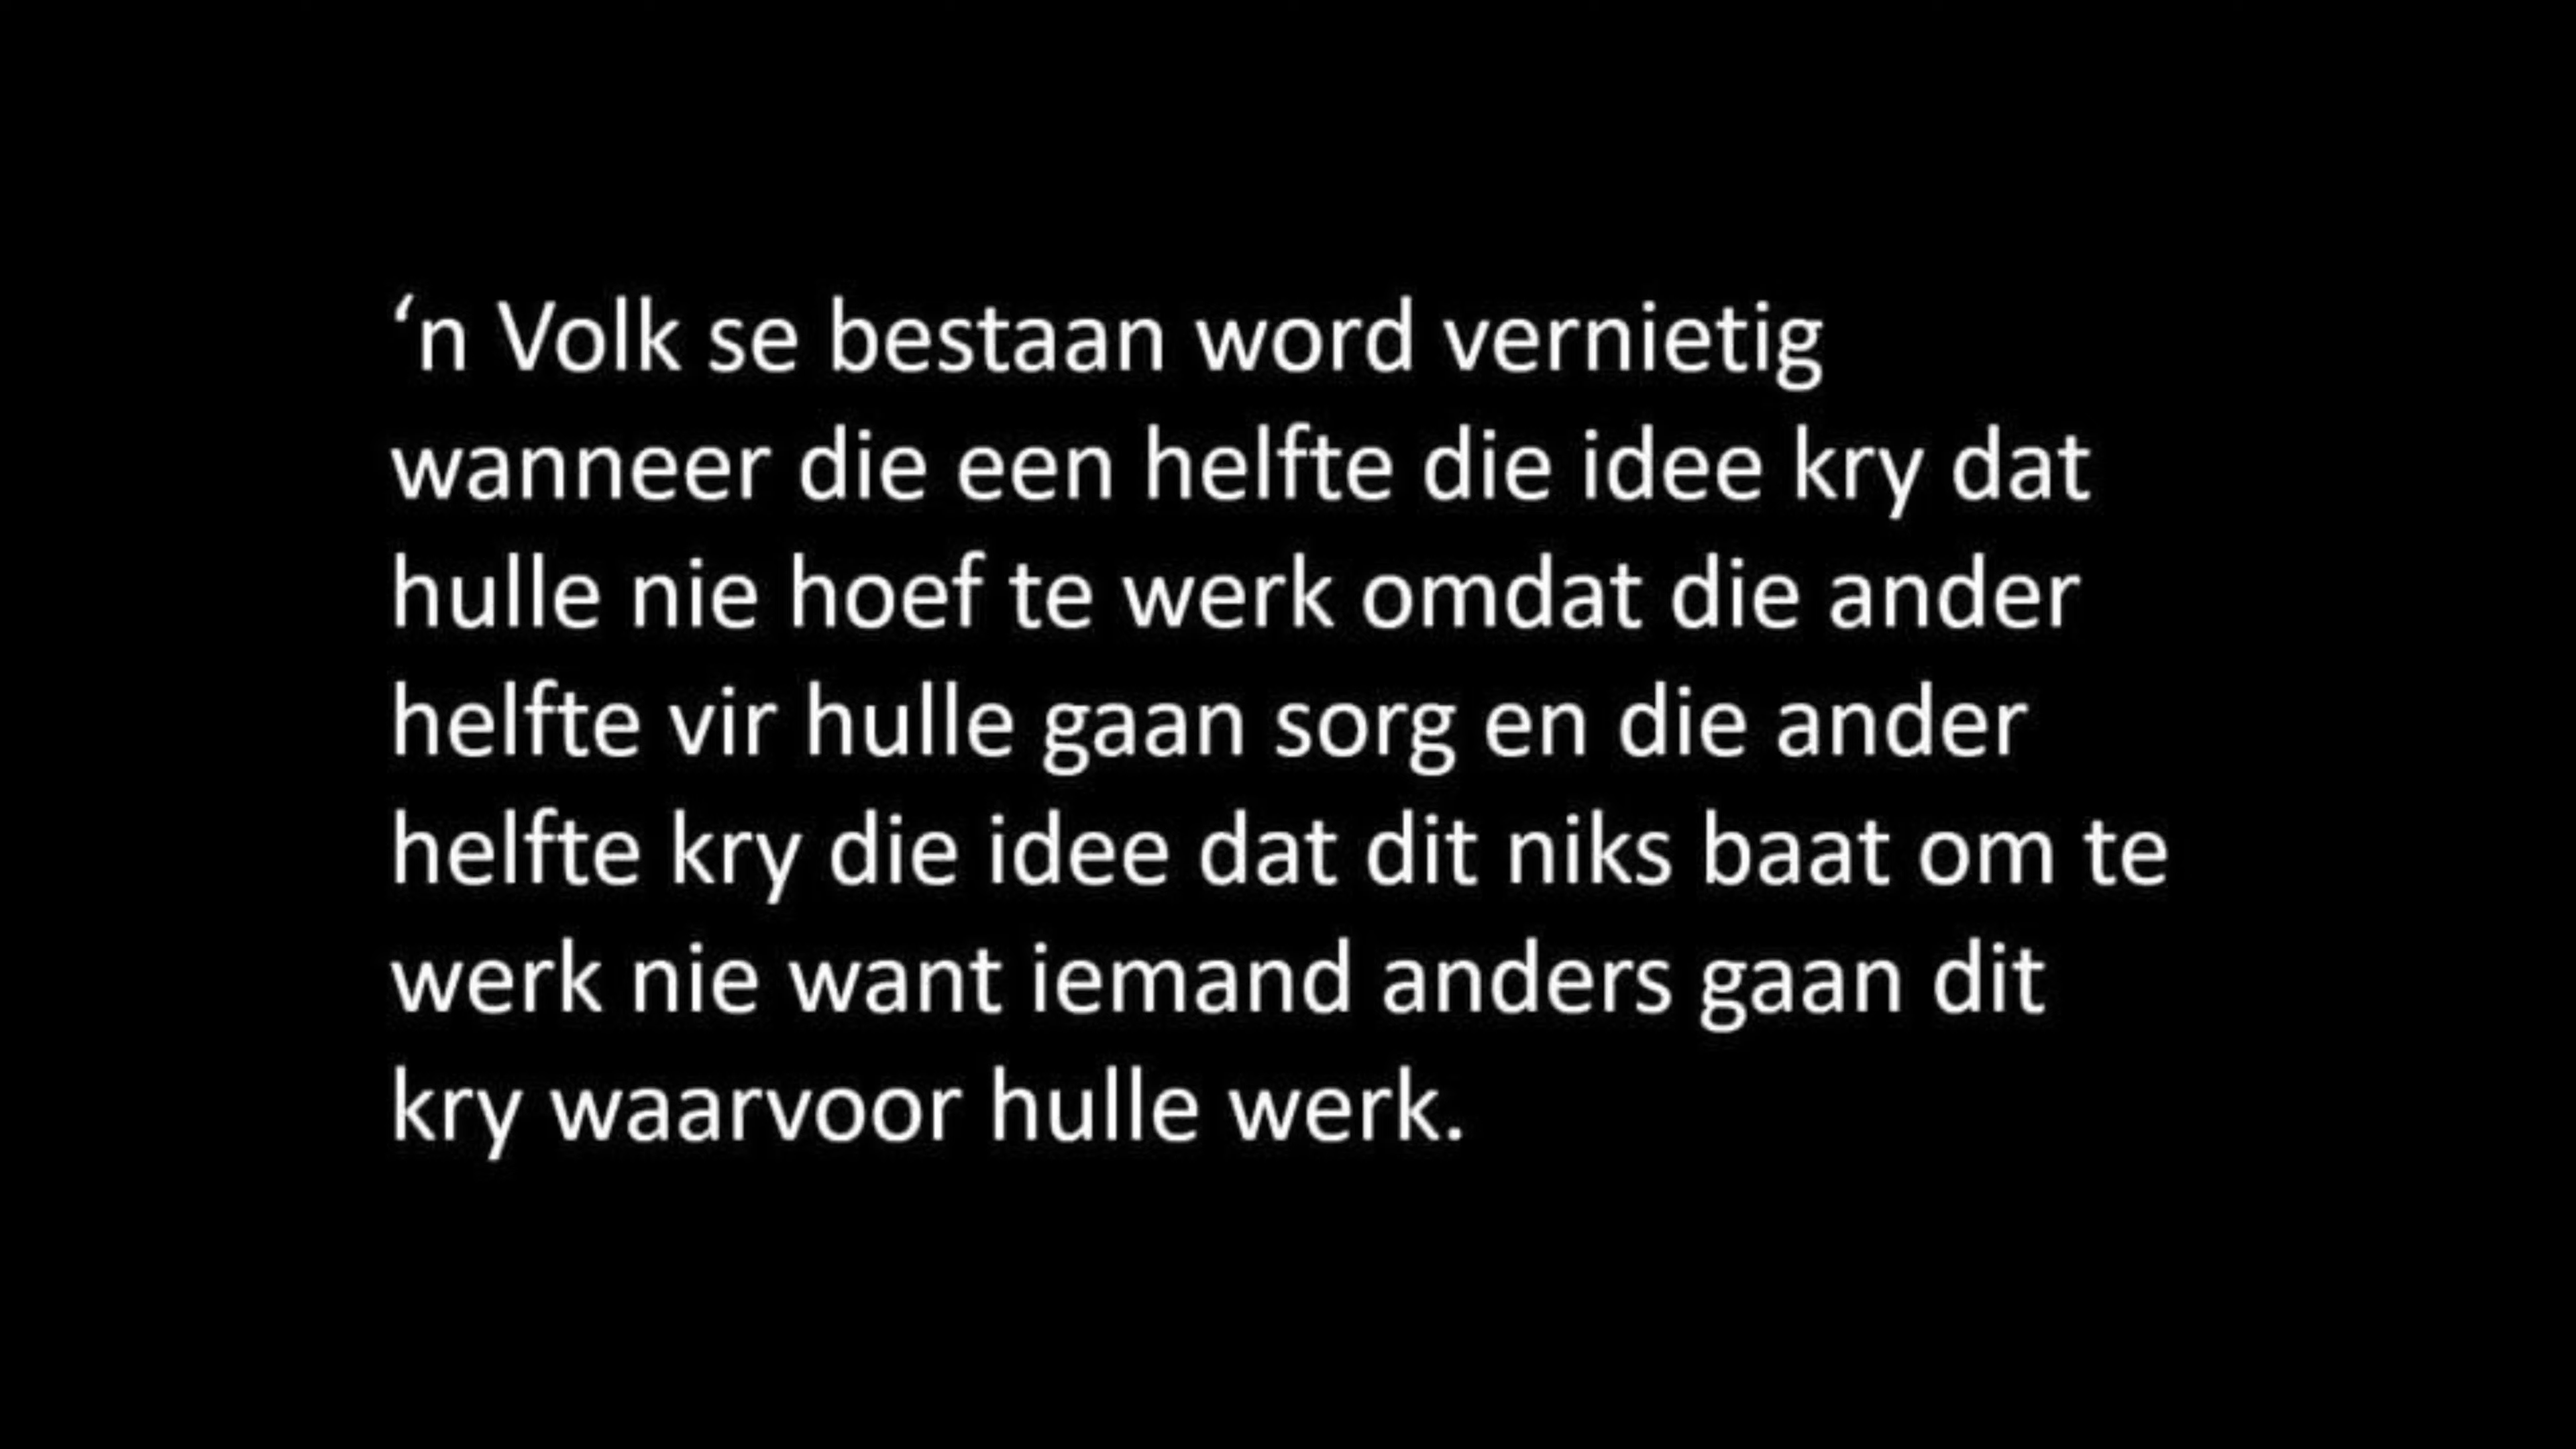 ‘n Volk se bestaan word vernietig
wanneer die een helfte die idee kry dat
hulle nie hoef te werk omdat die ander
helfte vir hulle gaan sorg en die ander
helfte kry die idee dat dit niks baat om te
werk nie want iemand anders gaan dit
kry waarvoor hulle werk.